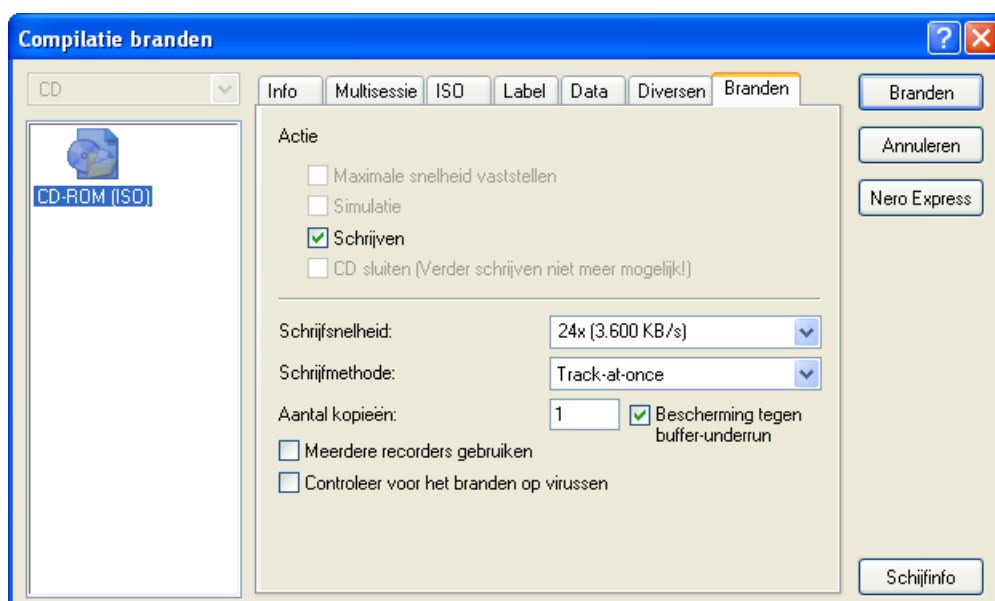 Compilatie branden
CD
CD-ROM (ISO)
Info Multisessie ISO Label Data Diversen Branden
Actie
Maximale snelheid vaststellen
Simulatie
Schrijven
CD sluiten (Verder schrijven niet meer mogelijk!)
Schrijfsnelheid: 24x (3.600 KB/s)
Schrijfmethode: Track-at-once
Aantal kopieën: 1 Bescherming tegen
buffer-underrun
Meerdere recorders gebruiken
Controleer voor het branden op virussen
Branden
Annuleren
Nero Express
Schijfinfo